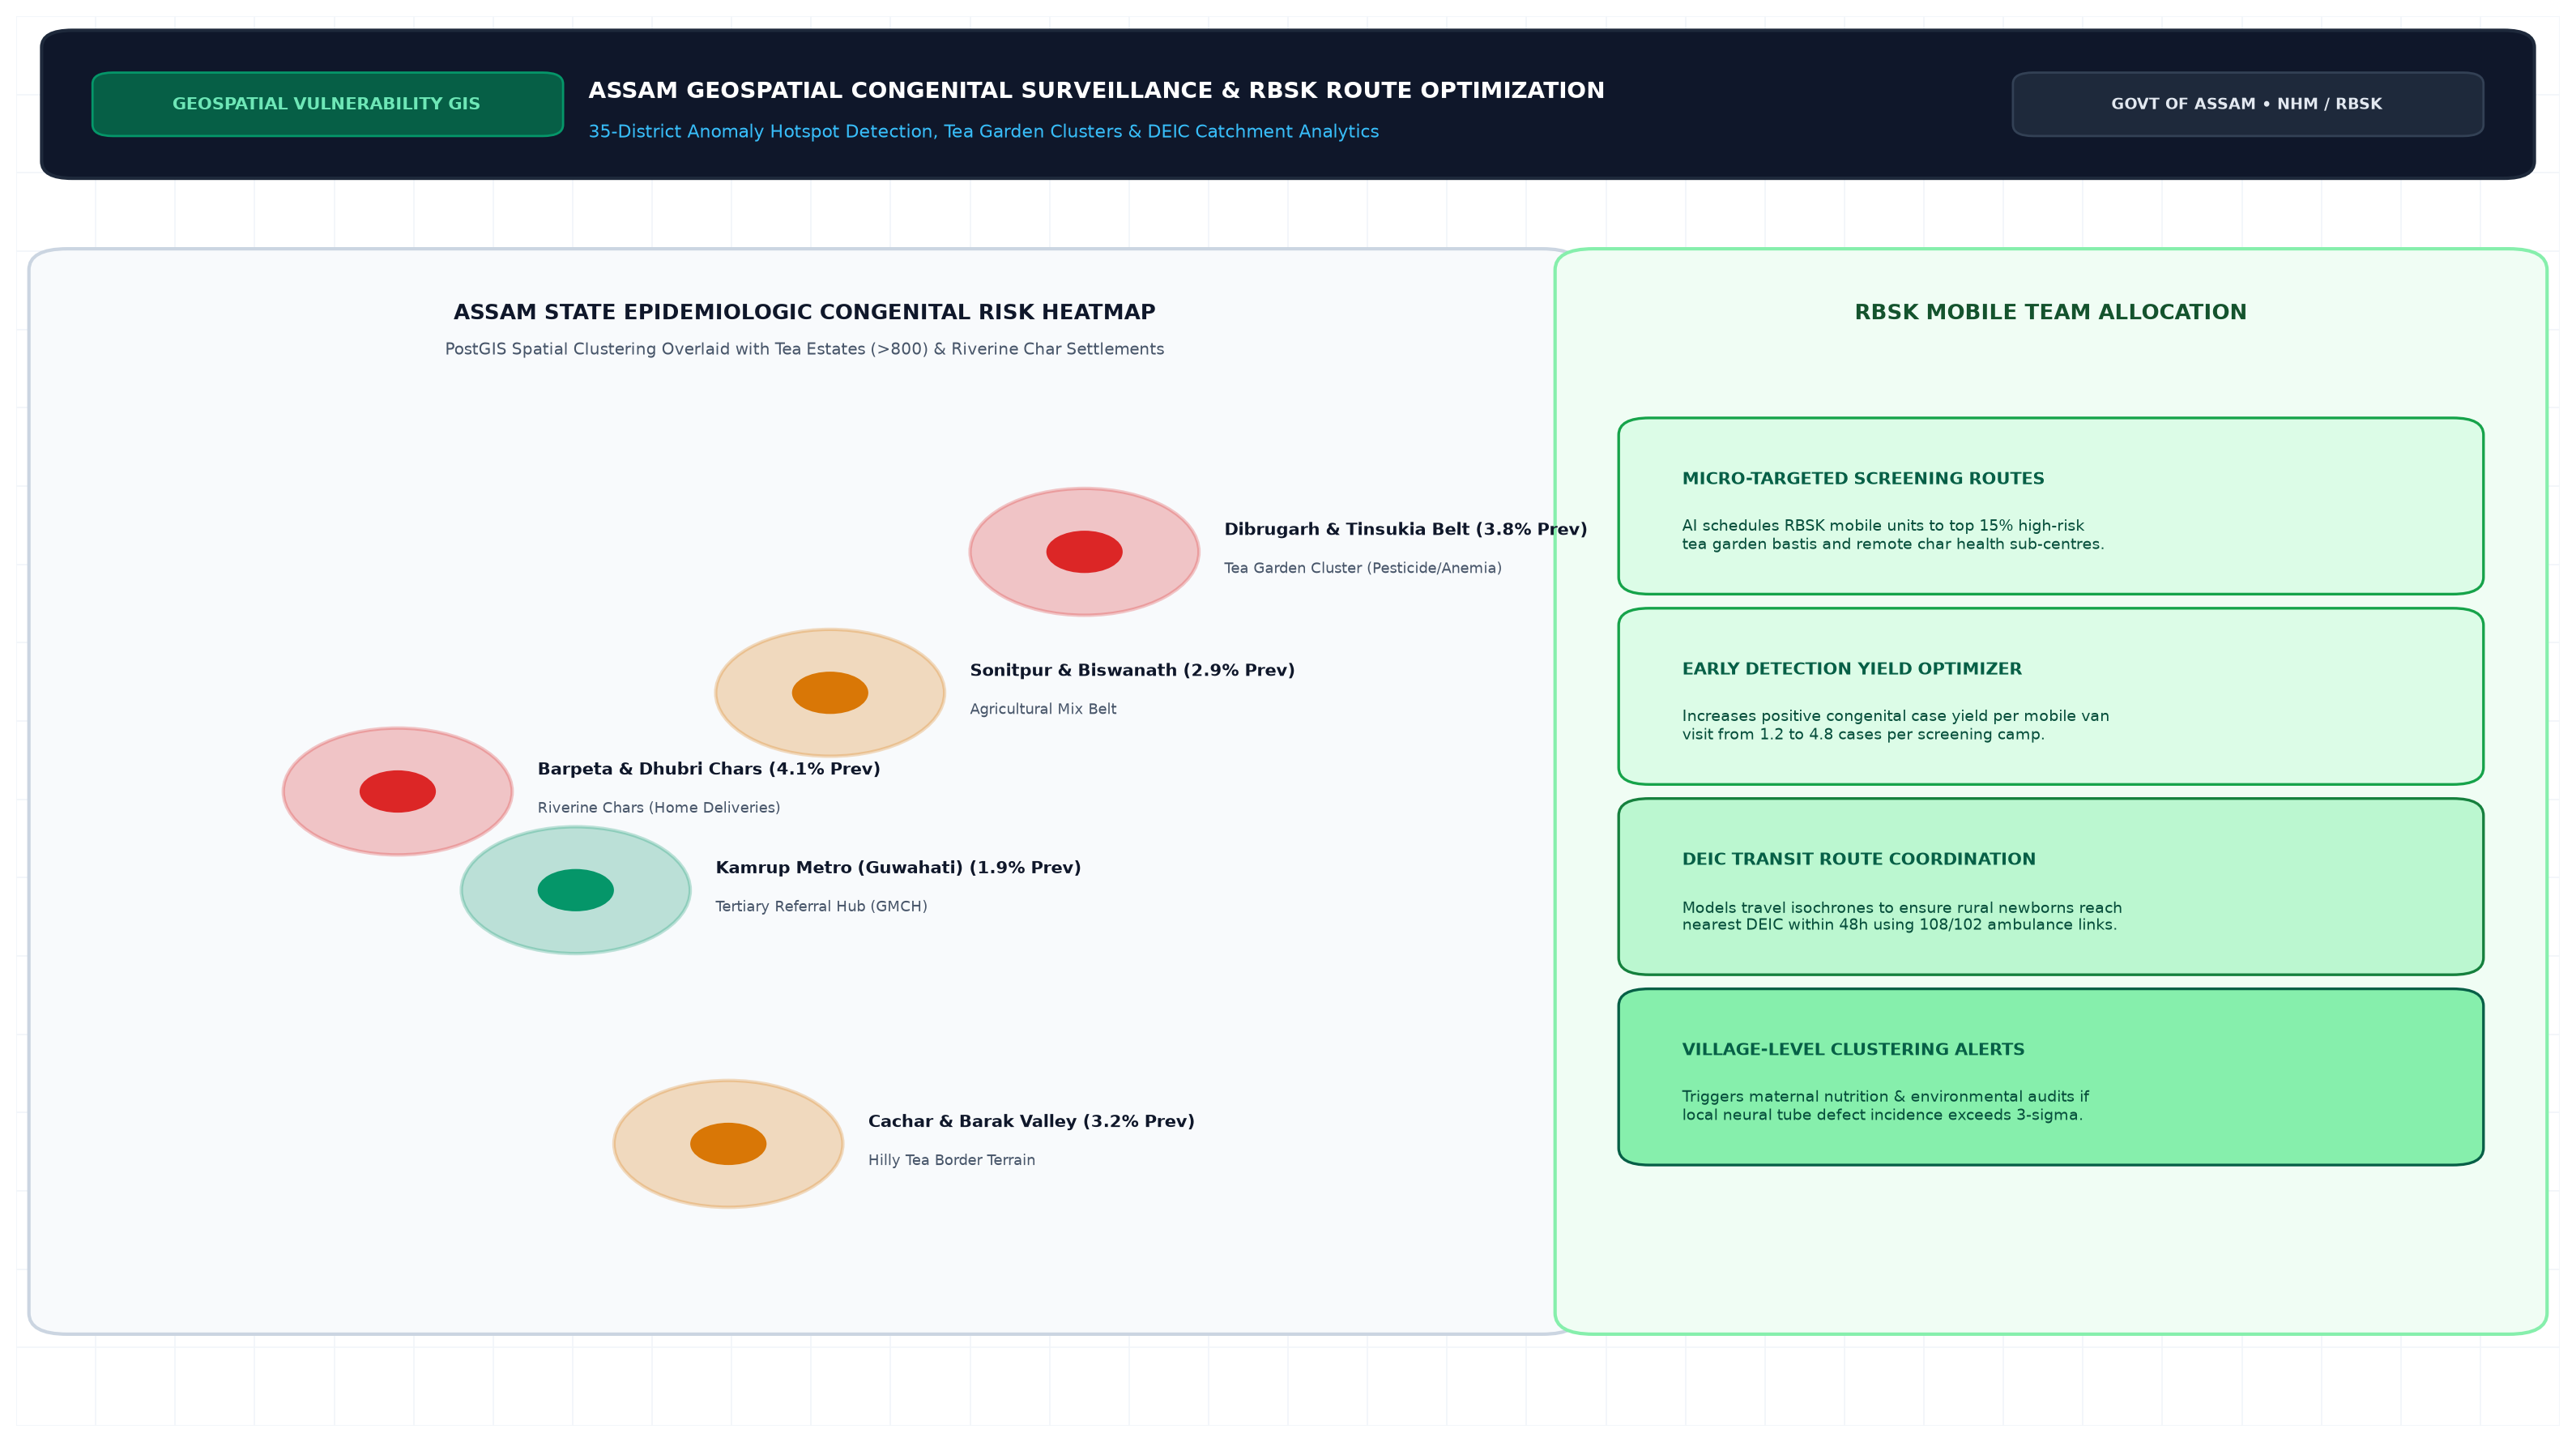 GEOSPATIAL VULNERABILITY GIS
ASSAM GEOSPATIAL CONGENITAL SURVEILLANCE & RBSK ROUTE OPTIMIZATION
35-District Anomaly Hotspot Detection, Tea Garden Clusters & DEIC Catchment Analytics
GOVT OF ASSAM • NHM / RBSK
ASSAM STATE EPIDEMIOLOGIC CONGENITAL RISK HEATMAP
PostGIS Spatial Clustering Overlaid with Tea Estates (>800) & Riverine Char Settlements
Dibrugarh & Tinsukia Belt (3.8% Prev)
Tea Garden Cluster (Pesticide/Anemia)
Sonitpur & Biswanath (2.9% Prev)
Agricultural Mix Belt
Barpeta & Dhubri Chars (4.1% Prev)
Riverine Chars (Home Deliveries)
Kamrup Metro (Guwahati) (1.9% Prev)
Tertiary Referral Hub (GMCH)
Cachar & Barak Valley (3.2% Prev)
Hilly Tea Border Terrain
RBSK MOBILE TEAM ALLOCATION
MICRO-TARGETED SCREENING ROUTES
AI schedules RBSK mobile units to top 15% high-risk
tea garden bastis and remote char health sub-centres.
EARLY DETECTION YIELD OPTIMIZER
Increases positive congenital case yield per mobile van
visit from 1.2 to 4.8 cases per screening camp.
DEIC TRANSIT ROUTE COORDINATION
Models travel isochrones to ensure rural newborns reach
nearest DEIC within 48h using 108/102 ambulance links.
VILLAGE-LEVEL CLUSTERING ALERTS
Triggers maternal nutrition & environmental audits if
local neural tube defect incidence exceeds 3-sigma.